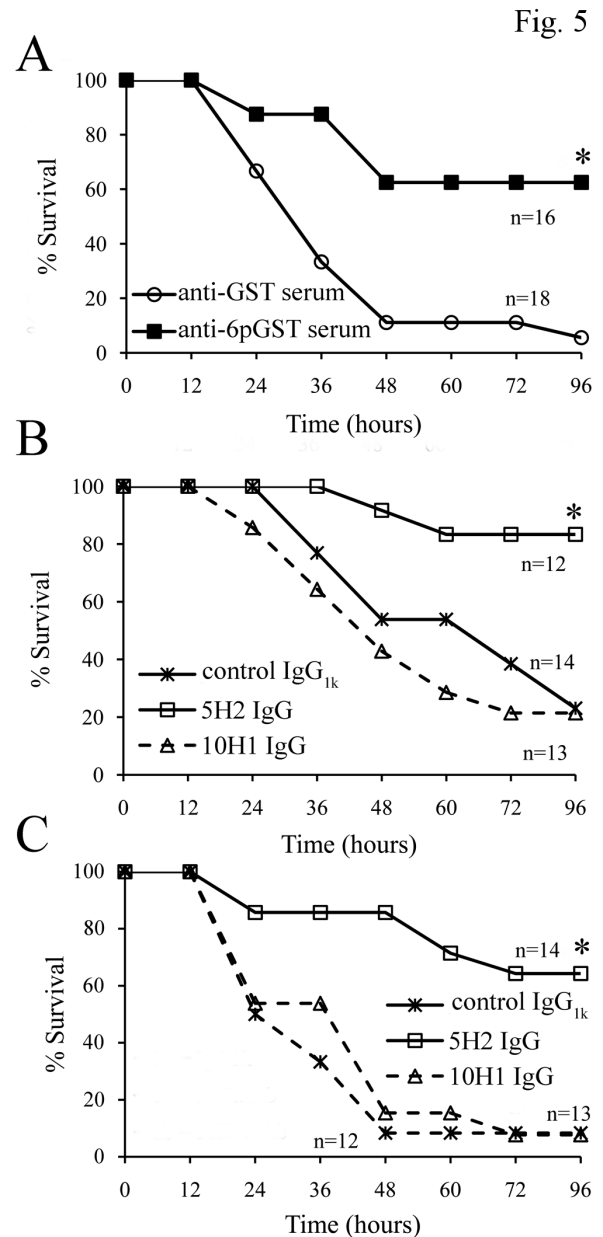 Fig. 5
A
100
80
60
40
20
0
% Survival
*
n=16
n=18
anti-GST serum
anti-6pGST serum
0 12 24 36 48 60 72 96
Time (hours)
B
100
80
60
40
20
0
% Survival
*
n=12
n=14
n=13
control IgG1k
5H2 IgG
10H1 IgG
0 12 24 36 48 60 72 96
Time (hours)
C
100
80
60
40
20
0
% Survival
n=14 *
control IgG1k
5H2 IgG
10H1 IgG
n=13
n=12
0 12 24 36 48 60 72 96
Time (hours)